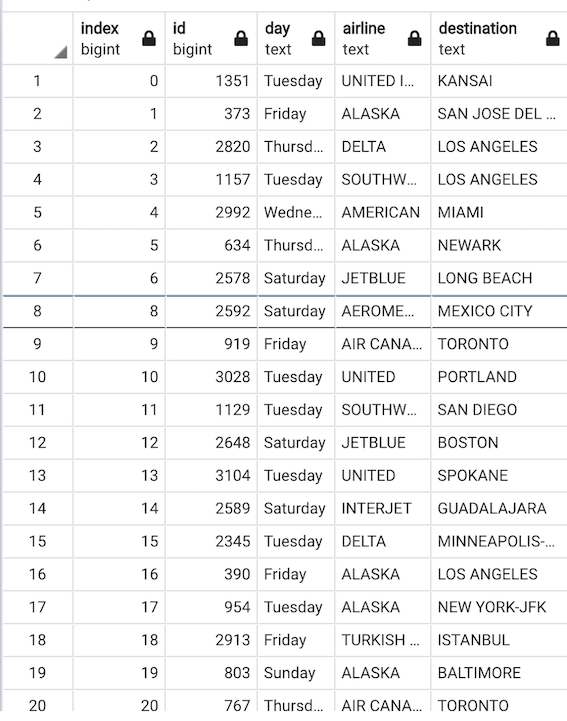 index id day airline destination
bigint bigint text text text
1 0 1351 Tuesday UNITED I... KANSAI
2 1 373 Friday ALASKA SAN JOSE DEL ...
3 2 2820 Thursd... DELTA LOS ANGELES
4 3 1157 Tuesday SOUTHW... LOS ANGELES
5 4 2992 Wedne... AMERICAN MIAMI
6 5 634 Thursd... ALASKA NEWARK
7 6 2578 Saturday JETBLUE LONG BEACH
8 8 2592 Saturday AEROME... MEXICO CITY
9 9 919 Friday AIR CANA... TORONTO
10 10 3028 Tuesday UNITED PORTLAND
11 11 1129 Tuesday SOUTHW... SAN DIEGO
12 12 2648 Saturday JETBLUE BOSTON
13 13 3104 Tuesday UNITED SPOKANE
14 14 2589 Saturday INTERJET GUADALAJARA
15 15 2345 Tuesday DELTA MINNEAPOLIS-...
16 16 390 Friday ALASKA LOS ANGELES
17 17 954 Tuesday ALASKA NEW YORK-JFK
18 18 2913 Friday TURKISH ... ISTANBUL
19 19 803 Sunday ALASKA BALTIMORE
20 20 767 Thursd... AIR CANA... TORONTO